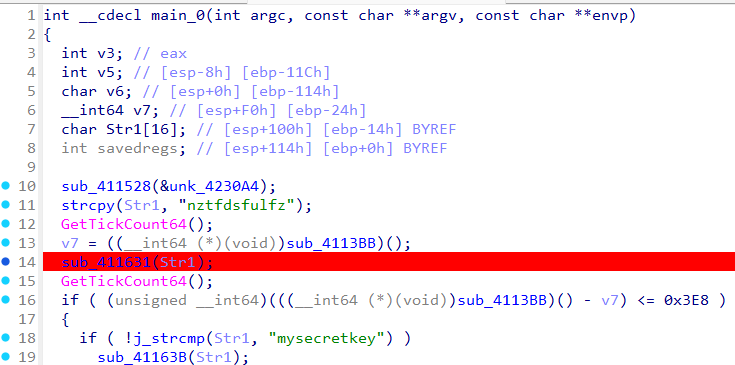 1 int __cdecl main_0(int argc, const char **argv, const char **envp)
2 {
3   int v3; // eax
4   int v5; // [esp-8h] [ebp-11Ch]
5   char v6; // [esp+0h] [ebp-114h]
6   __int64 v7; // [esp+F0h] [ebp-24h]
7   char Str1[16]; // [esp+100h] [ebp-14h] BYREF
8   int savedregs; // [esp+114h] [ebp+0h] BYREF
9
10   sub_411528(&unk_4230A4);
11   strcpy(Str1, "nztfdsfulfz");
12   GetTickCount64();
13   v7 = ((__int64 (*)(void))sub_4113BB)();
14   sub_411631(Str1);
15   GetTickCount64();
16   if ( (unsigned __int64)(((__int64 (*)(void))sub_4113BB)() - v7) <= 0x3E8 )
17   {
18     if ( !j_strcmp(Str1, "mysecretkey") )
19       sub_41163B(Str1);